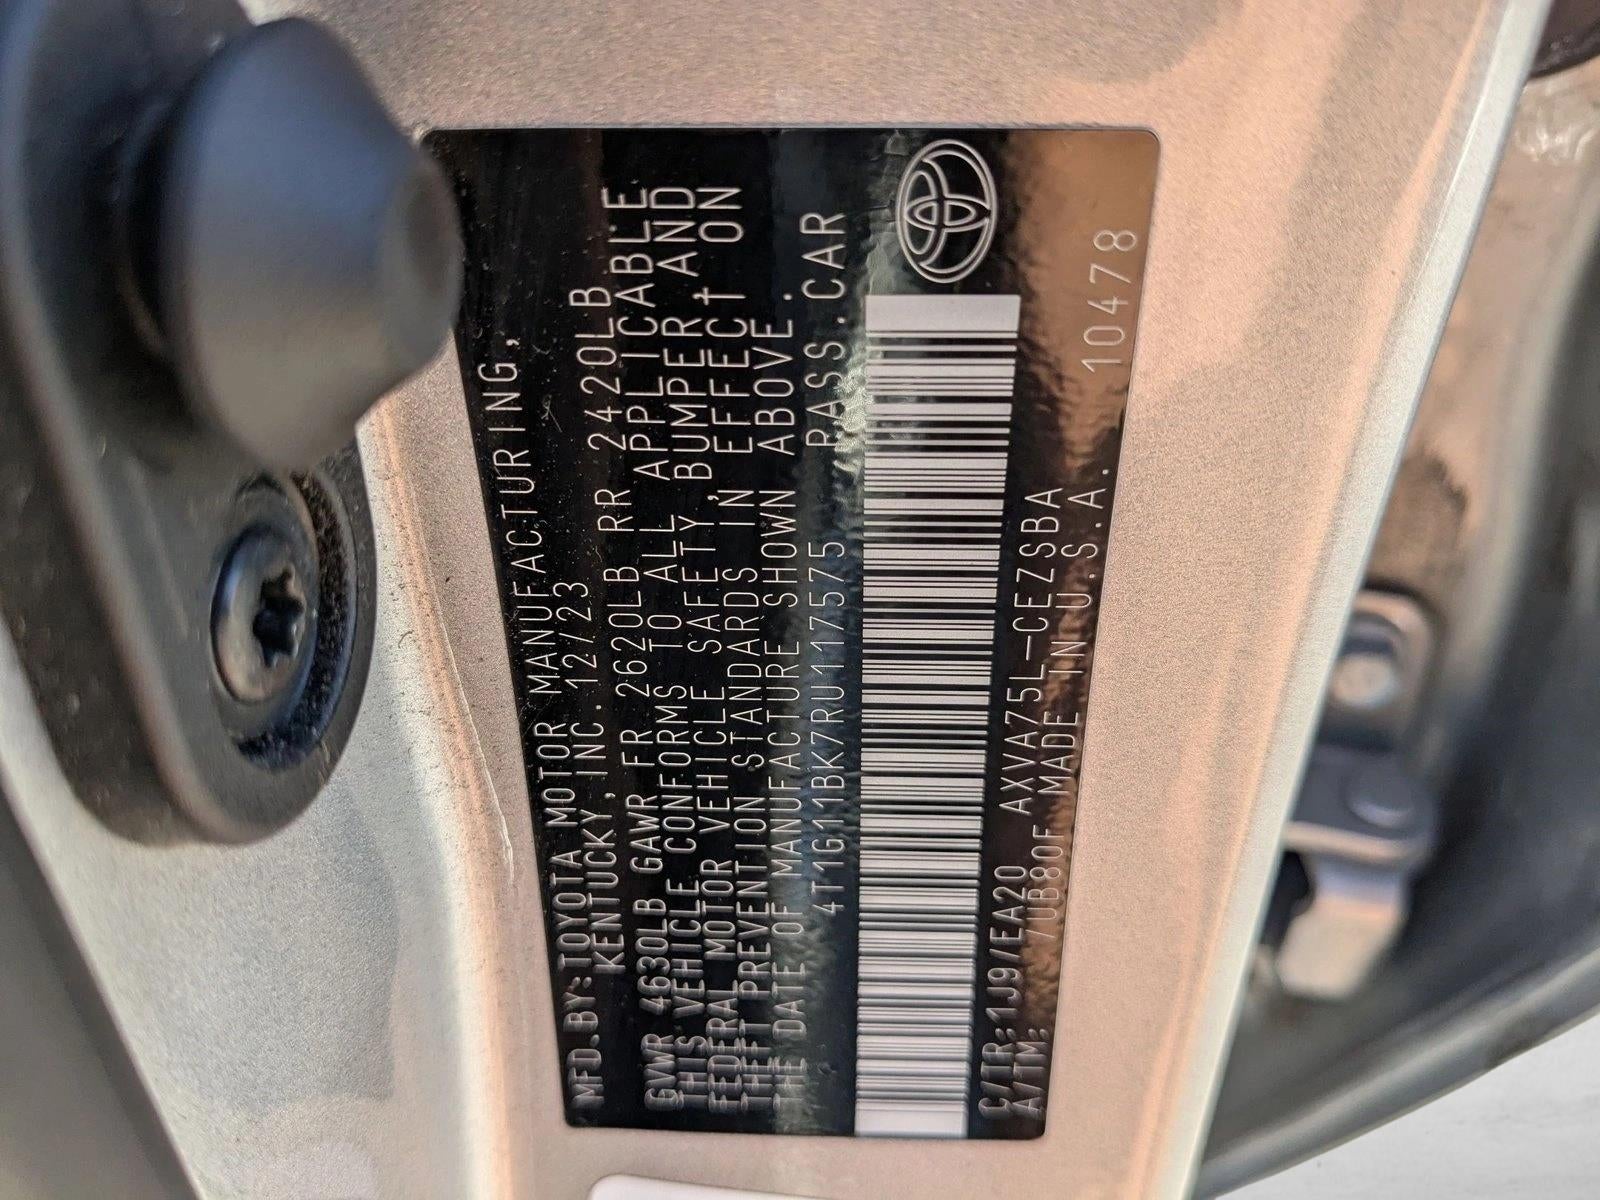 MFD.BY:TOYOTA MOTOR MANUFACTURING,
KENTUCKY, INC. 12/23
GVWR 4630LB GAWR FR 2620LB RR 2420LB
THIS VEHICLE CONFORMS TO ALL APPLICABLE
FEDERAL MOTOR VEHICLE SAFETY, BUMPER, AND
THEFT PREVENTION STANDARDS IN EFFECT ON
THE DATE OF MANUFACTURE SHOWN ABOVE.
4T1G11BK7RU117575 PASS.CAR
C/TR:1J9/EA20 AXVA75L-CEZSBA
A/TM: /UB80F MADE IN U.S.A. 10478